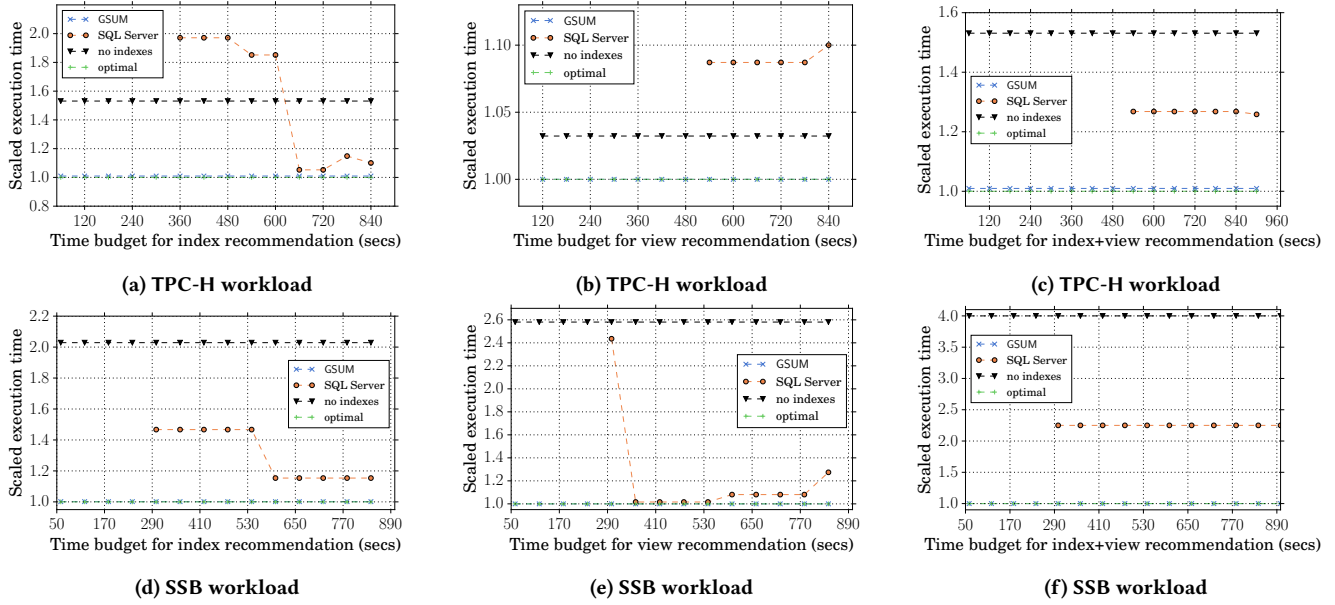 GSUM
SQL Server
no indexes
optimal
Scaled execution time
2.0
1.8
1.6
1.4
1.2
1.0
0.8
120 240 360 480 600 720 840
Time budget for index recommendation (secs)
(a) TPC-H workload
GSUM
SQL Server
no indexes
optimal
Scaled execution time
1.10
1.05
1.00
120 240 360 480 600 720 840
Time budget for view recommendation (secs)
(b) TPC-H workload
GSUM
SQL Server
no indexes
optimal
Scaled execution time
1.6
1.4
1.2
1.0
120 240 360 480 600 720 840 960
Time budget for index+view recommendation (secs)
(c) TPC-H workload
GSUM
SQL Server
no indexes
optimal
Scaled execution time
2.2
2.0
1.8
1.6
1.4
1.2
1.0
50 170 290 410 530 650 770 890
Time budget for index recommendation (secs)
(d) SSB workload
GSUM
SQL Server
no indexes
optimal
Scaled execution time
2.6
2.4
2.2
2.0
1.8
1.6
1.4
1.2
1.0
50 170 290 410 530 650 770 890
Time budget for view recommendation (secs)
(e) SSB workload
GSUM
SQL Server
no indexes
optimal
Scaled execution time
4.0
3.5
3.0
2.5
2.0
1.5
1.0
50 170 290 410 530 650 770 890
Time budget for index+view recommendation (secs)
(f) SSB workload